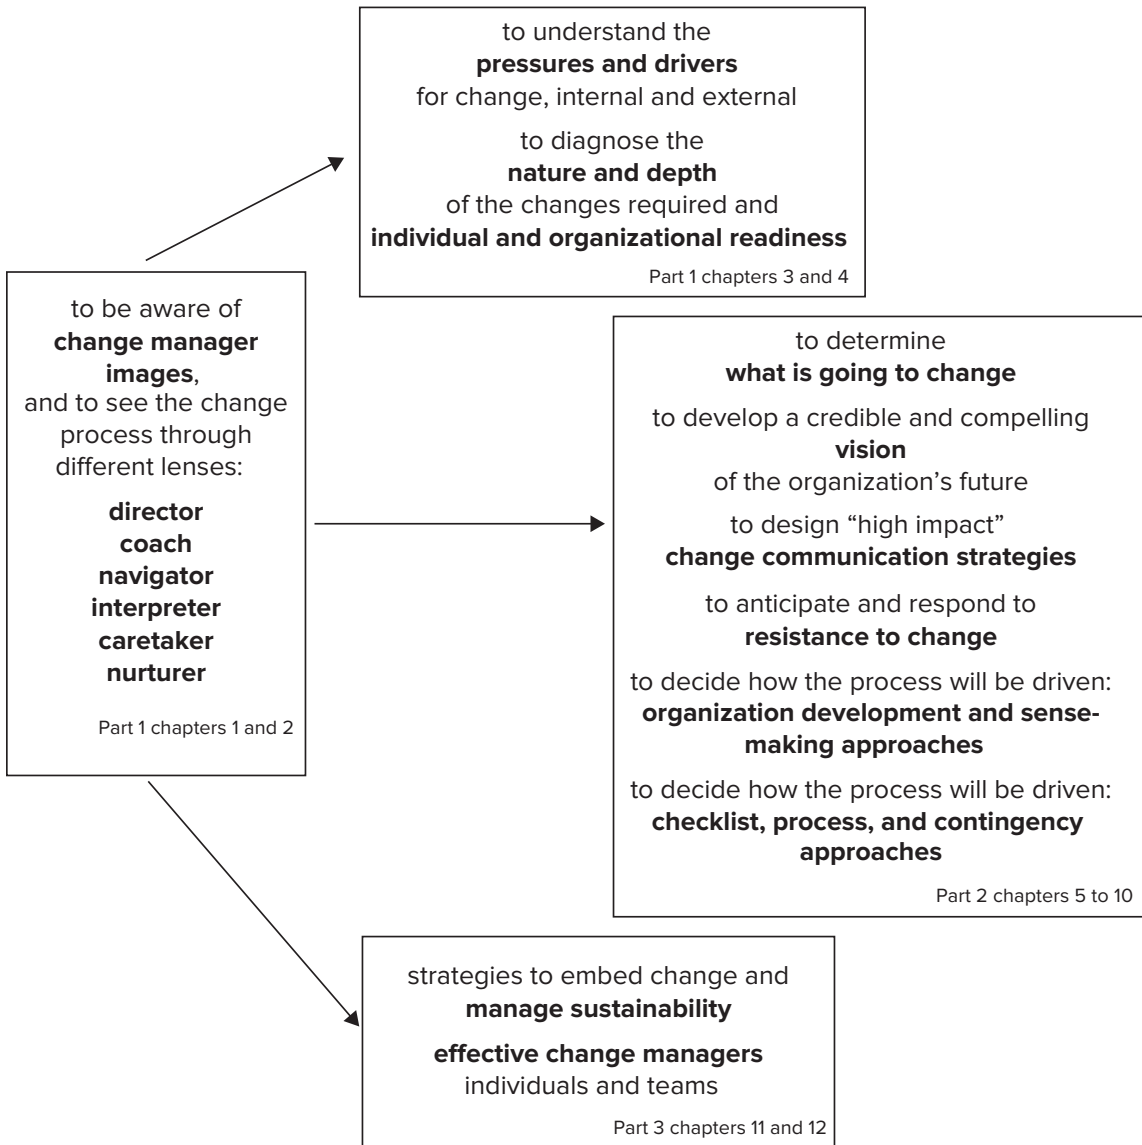 to understand the
pressures and drivers
for change, internal and external
to diagnose the
nature and depth
of the changes required and
individual and organizational readiness
Part 1 chapters 3 and 4
to be aware of
change manager
images,
and to see the change
process through
different lenses:
director
coach
navigator
interpreter
caretaker
nurturer
Part 1 chapters 1 and 2
to determine
what is going to change
to develop a credible and compelling
vision
of the organization’s future
to design “high impact”
change communication strategies
to anticipate and respond to
resistance to change
to decide how the process will be driven:
organization development and sense-
making approaches
to decide how the process will be driven:
checklist, process, and contingency
approaches
Part 2 chapters 5 to 10
strategies to embed change and
manage sustainability
effective change managers
individuals and teams
Part 3 chapters 11 and 12